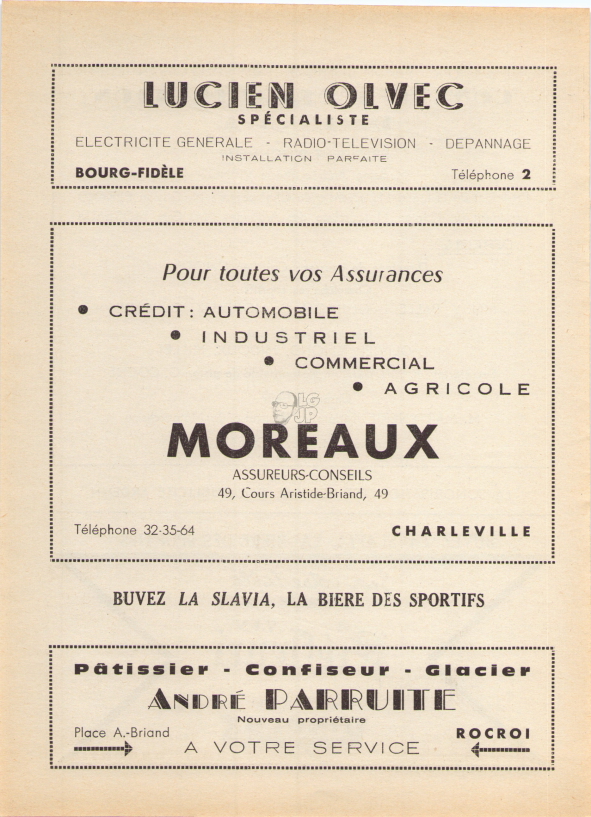 LUCIEN OLVEC
SPÉCIALISTE
ELECTRICITE GENERALE - RADIO-TELEVISION - DEPANNAGE
INSTALLATION PARFAITE
BOURG-FIDÈLE Téléphone 2
Pour toutes vos Assurances
• CRÉDIT : AUTOMOBILE
• INDUSTRIEL
• COMMERCIAL
• AGRICOLE
LG
JP
MOREAUX
ASSUREURS-CONSEILS
49, Cours Aristide-Briand, 49
Téléphone 32-35-64 CHARLEVILLE
BUVEZ LA SLAVIA, LA BIERE DES SPORTIFS
Pâtissier - Confiseur - Glacier
ANDRÉ PARRUITE
Nouveau propriétaire
Place A.-Briand ROCROI
A VOTRE SERVICE